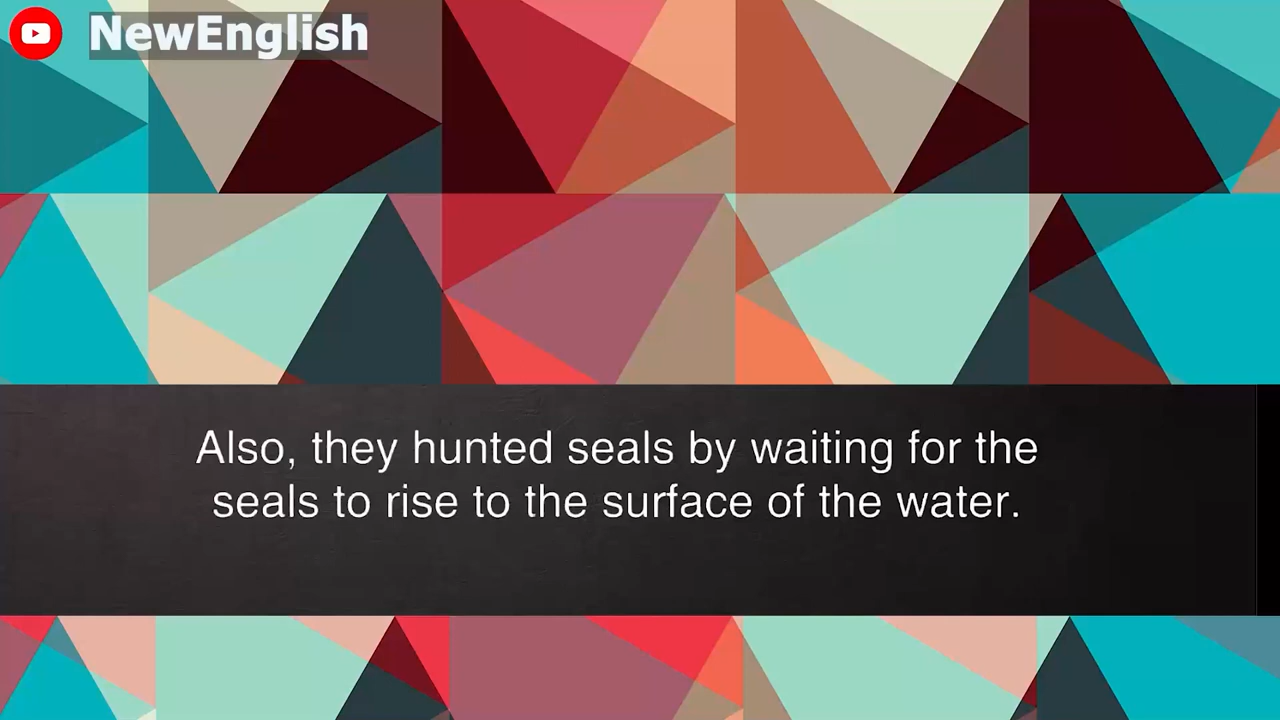 NewEnglish
Also, they hunted seals by waiting for the
seals to rise to the surface of the water.